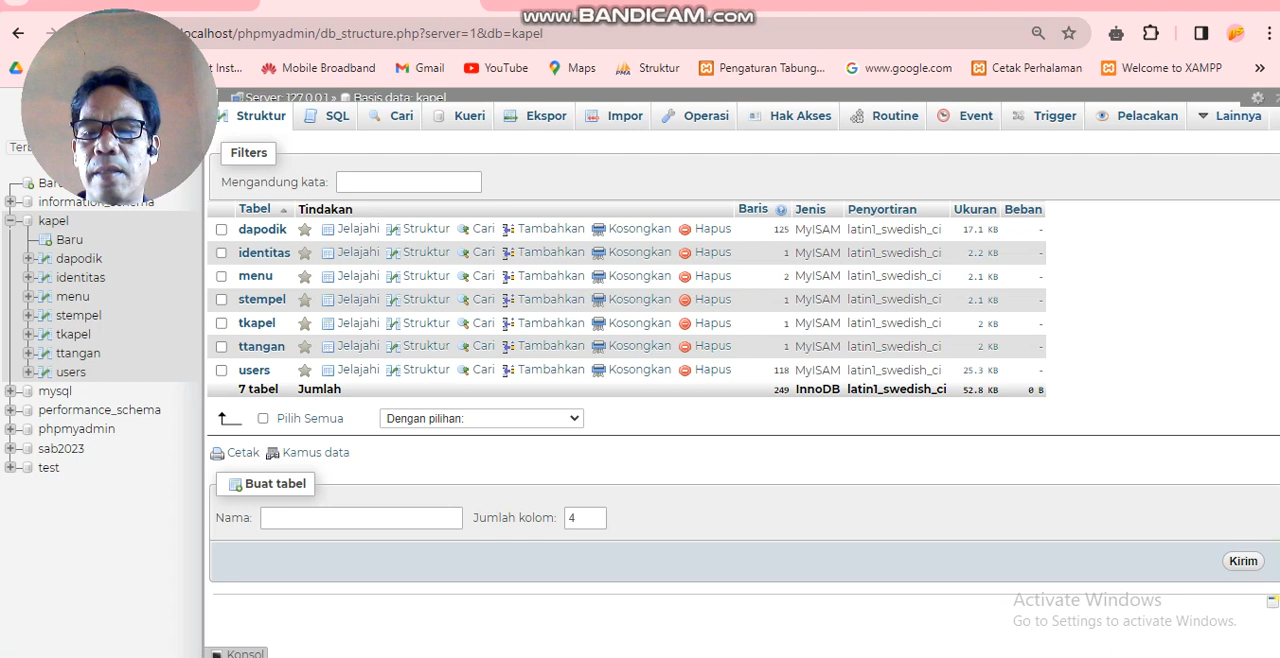 www.BANDICAM.com
localhost/phpmyadmin/db_structure.php?server=1&db=kapel
Inst... Mobile Broadband Gmail YouTube Maps Struktur Pengaturan Tabung... www.google.com Cetak Perhalaman Welcome to XAMPP »
Server: 127.0.0.1 » Basis data: kapel
Struktur SQL Cari Kueri Ekspor Impor Operasi Hak Akses Routine Event Trigger Pelacakan Lainnya
Filters
Mengandung kata:
Tabel Tindakan Baris Jenis Penyortiran Ukuran Beban
dapodik Jelajahi Struktur Cari Tambahkan Kosongkan Hapus 125 MyISAM latin1_swedish_ci 17.1 KB -
identitas Jelajahi Struktur Cari Tambahkan Kosongkan Hapus 1 MyISAM latin1_swedish_ci 2.2 KB -
menu Jelajahi Struktur Cari Tambahkan Kosongkan Hapus 2 MyISAM latin1_swedish_ci 2.1 KB -
stempel Jelajahi Struktur Cari Tambahkan Kosongkan Hapus 1 MyISAM latin1_swedish_ci 2.1 KB -
tkapel Jelajahi Struktur Cari Tambahkan Kosongkan Hapus 1 MyISAM latin1_swedish_ci 2 KB -
ttangan Jelajahi Struktur Cari Tambahkan Kosongkan Hapus 1 MyISAM latin1_swedish_ci 2 KB -
users Jelajahi Struktur Cari Tambahkan Kosongkan Hapus 118 MyISAM latin1_swedish_ci 25.3 KB -
7 tabel Jumlah 249 InnoDB latin1_swedish_ci 52.8 KB 0 B
Pilih Semua Dengan pilihan:
Cetak Kamus data
Buat tabel
Nama: Jumlah kolom: 4
Kirim
Konsol
information_schema
kapel
Baru
dapodik
identitas
menu
stempel
tkapel
ttangan
users
mysql
performance_schema
phpmyadmin
sab2023
test
Activate Windows
Go to Settings to activate Windows.